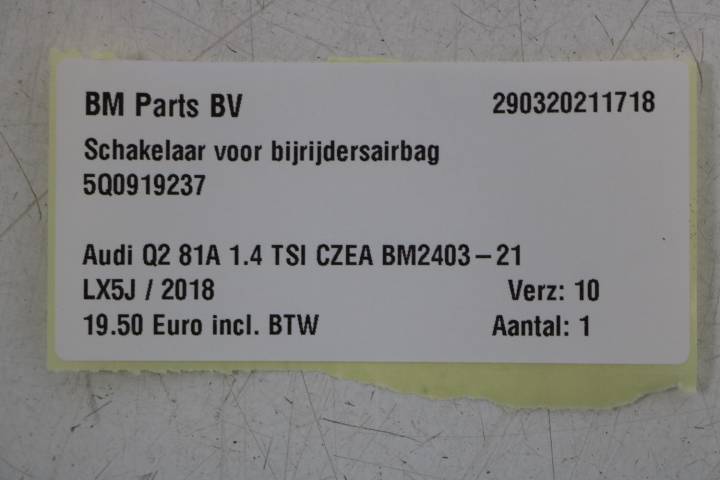 BM Parts BV 290320211718
Schakelaar voor bijrijdersairbag
5Q0919237
Audi Q2 81A 1.4 TSI CZEA BM2403-21
LX5J / 2018 Verz: 10
19.50 Euro incl. BTW Aantal: 1